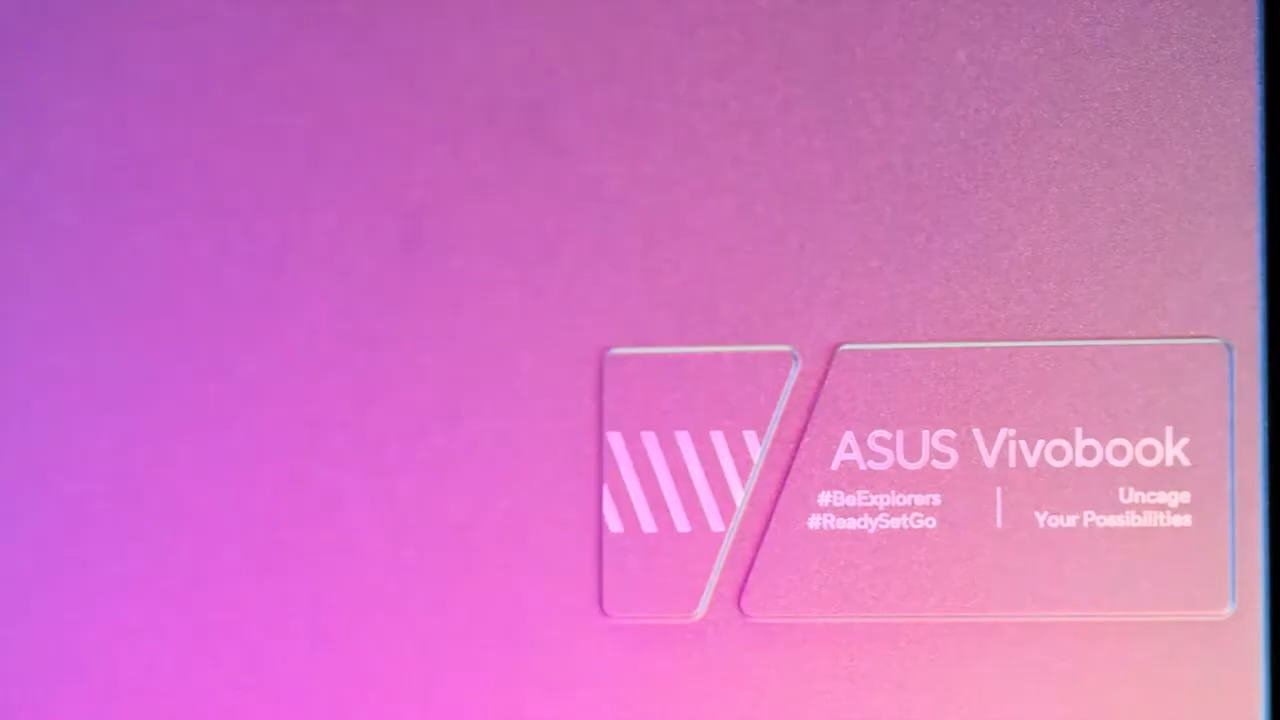 ASUS Vivobook
#BeExplorers
#ReadySetGo
Uncage
Your Possibilities